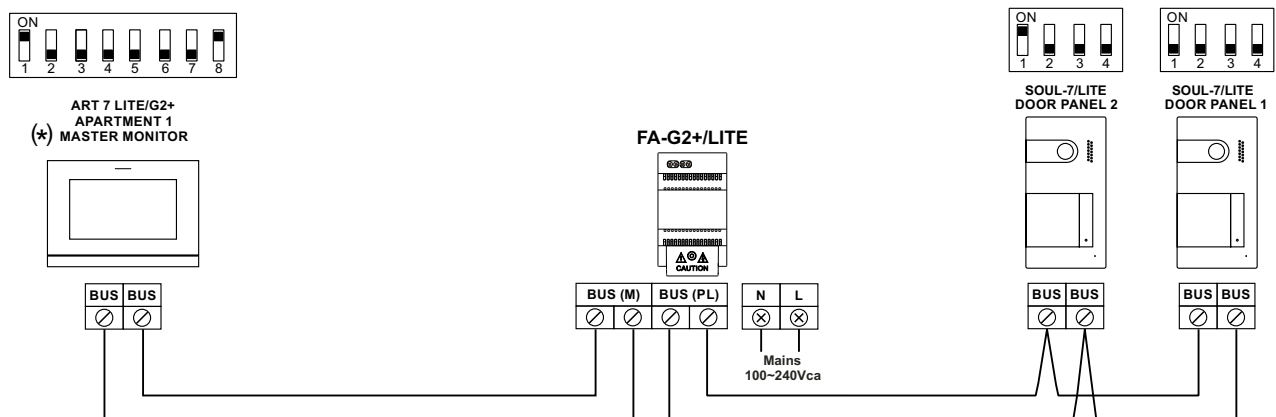 ON
1 2 3 4 5 6 7 8
ART 7 LITE/G2+
APARTMENT 1
(*) MASTER MONITOR
BUS BUS
FA-G2+/LITE
CAUTION
BUS (M) BUS (PL) N L
Mains
100~240Vca
ON
1 2 3 4
SOUL-7/LITE
DOOR PANEL 2
BUS BUS
ON
1 2 3 4
SOUL-7/LITE
DOOR PANEL 1
BUS BUS